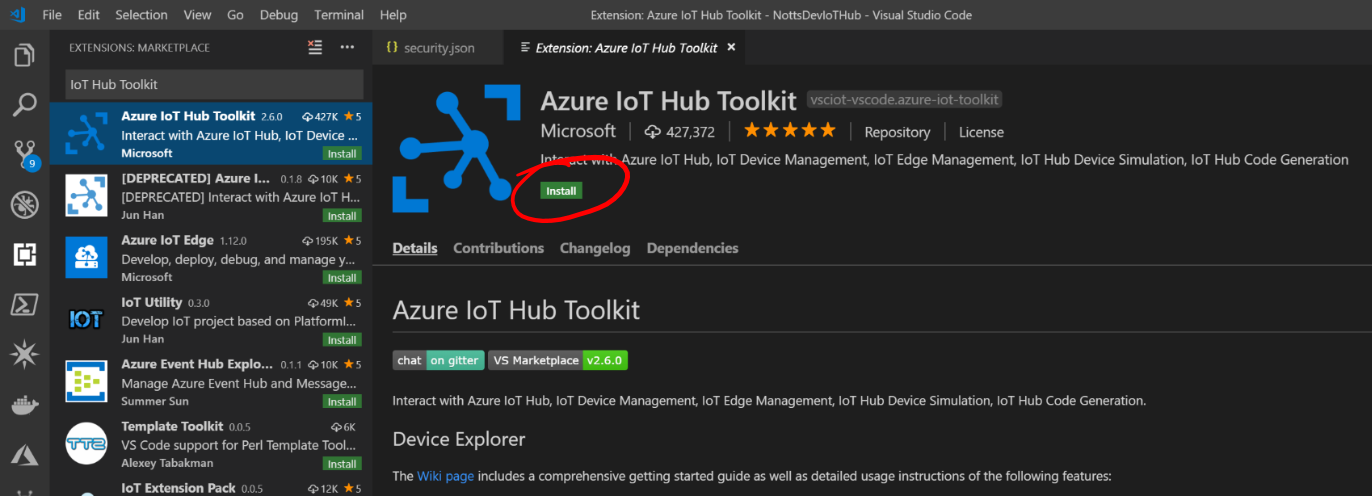 File Edit Selection View Go Debug Terminal Help Extension: Azure IoT Hub Toolkit - NottsDevIoTHub - Visual Studio Code
EXTENSIONS: MARKETPLACE
IoT Hub Toolkit
Azure IoT Hub Toolkit 2.6.0 427K 5
Interact with Azure IoT Hub, IoT Device ...
Microsoft Install
[DEPRECATED] Azure I... 0.1.8 10K 5
[DEPRECATED] Interact with Azure IoT H...
Jun Han Install
Azure IoT Edge 1.12.0 195K 5
Develop, deploy, debug, and manage y...
Microsoft Install
IoT Utility 0.3.0 49K 5
Develop IoT project based on PlatformI...
Jun Han Install
IOT
Azure Event Hub Explo... 0.1.1 10K 5
Manage Azure Event Hub and Message...
Summer Sun Install
Template Toolkit 0.0.5 6K
VS Code support for Perl Template Tool...
Alexey Tabakman Install
TT2
IoT Extension Pack 0.0.5 12K 5
9
{} security.json Extension: Azure IoT Hub Toolkit ×
Azure IoT Hub Toolkit vsciot-vscode.azure-iot-toolkit
Microsoft 427,372 Repository License
Interact with Azure IoT Hub, IoT Device Management, IoT Edge Management, IoT Hub Device Simulation, IoT Hub Code Generation
Install
Details Contributions Changelog Dependencies
Azure IoT Hub Toolkit
chat on gitter VS Marketplace v2.6.0
Interact with Azure IoT Hub, IoT Device Management, IoT Edge Management, IoT Hub Device Simulation, IoT Hub Code Generation.
Device Explorer
The Wiki page includes a comprehensive getting started guide as well as detailed usage instructions of the following features: